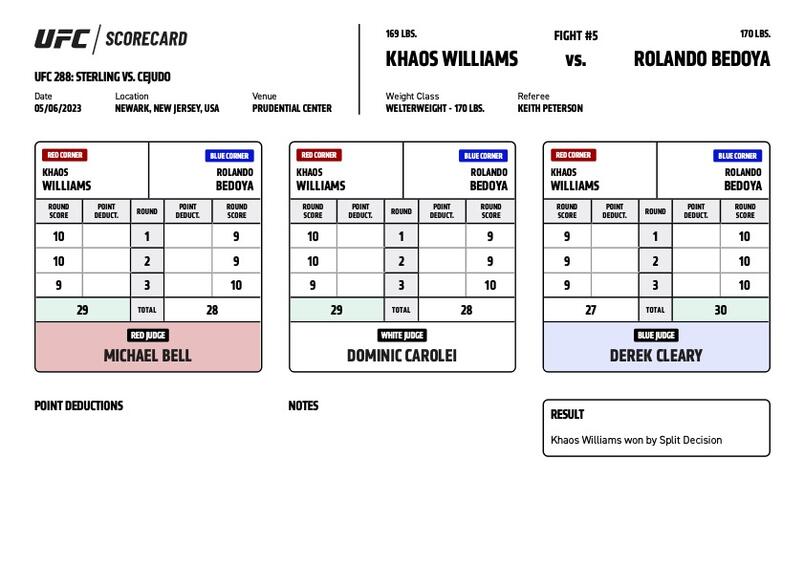 UFC / SCORECARD
UFC 288: STERLING VS. CEJUDO
Date Location Venue
05/06/2023 NEWARK, NEW JERSEY, USA PRUDENTIAL CENTER
169 LBS. FIGHT #5 170 LBS.
KHAOS WILLIAMS vs. ROLANDO BEDOYA
Weight Class Referee
WELTERWEIGHT - 170 LBS. KEITH PETERSON
RED CORNER BLUE CORNER
KHAOS ROLANDO
WILLIAMS BEDOYA
ROUND POINT ROUND POINT ROUND
SCORE DEDUCT. DEDUCT. SCORE
10 1 9
10 2 9
9 3 10
29 TOTAL 28
RED JUDGE
MICHAEL BELL
RED CORNER BLUE CORNER
KHAOS ROLANDO
WILLIAMS BEDOYA
ROUND POINT ROUND POINT ROUND
SCORE DEDUCT. DEDUCT. SCORE
10 1 9
10 2 9
9 3 10
29 TOTAL 28
WHITE JUDGE
DOMINIC CAROLEI
RED CORNER BLUE CORNER
KHAOS ROLANDO
WILLIAMS BEDOYA
ROUND POINT ROUND POINT ROUND
SCORE DEDUCT. DEDUCT. SCORE
9 1 10
9 2 10
9 3 10
27 TOTAL 30
BLUE JUDGE
DEREK CLEARY
POINT DEDUCTIONS
NOTES
RESULT
Khaos Williams won by Split Decision